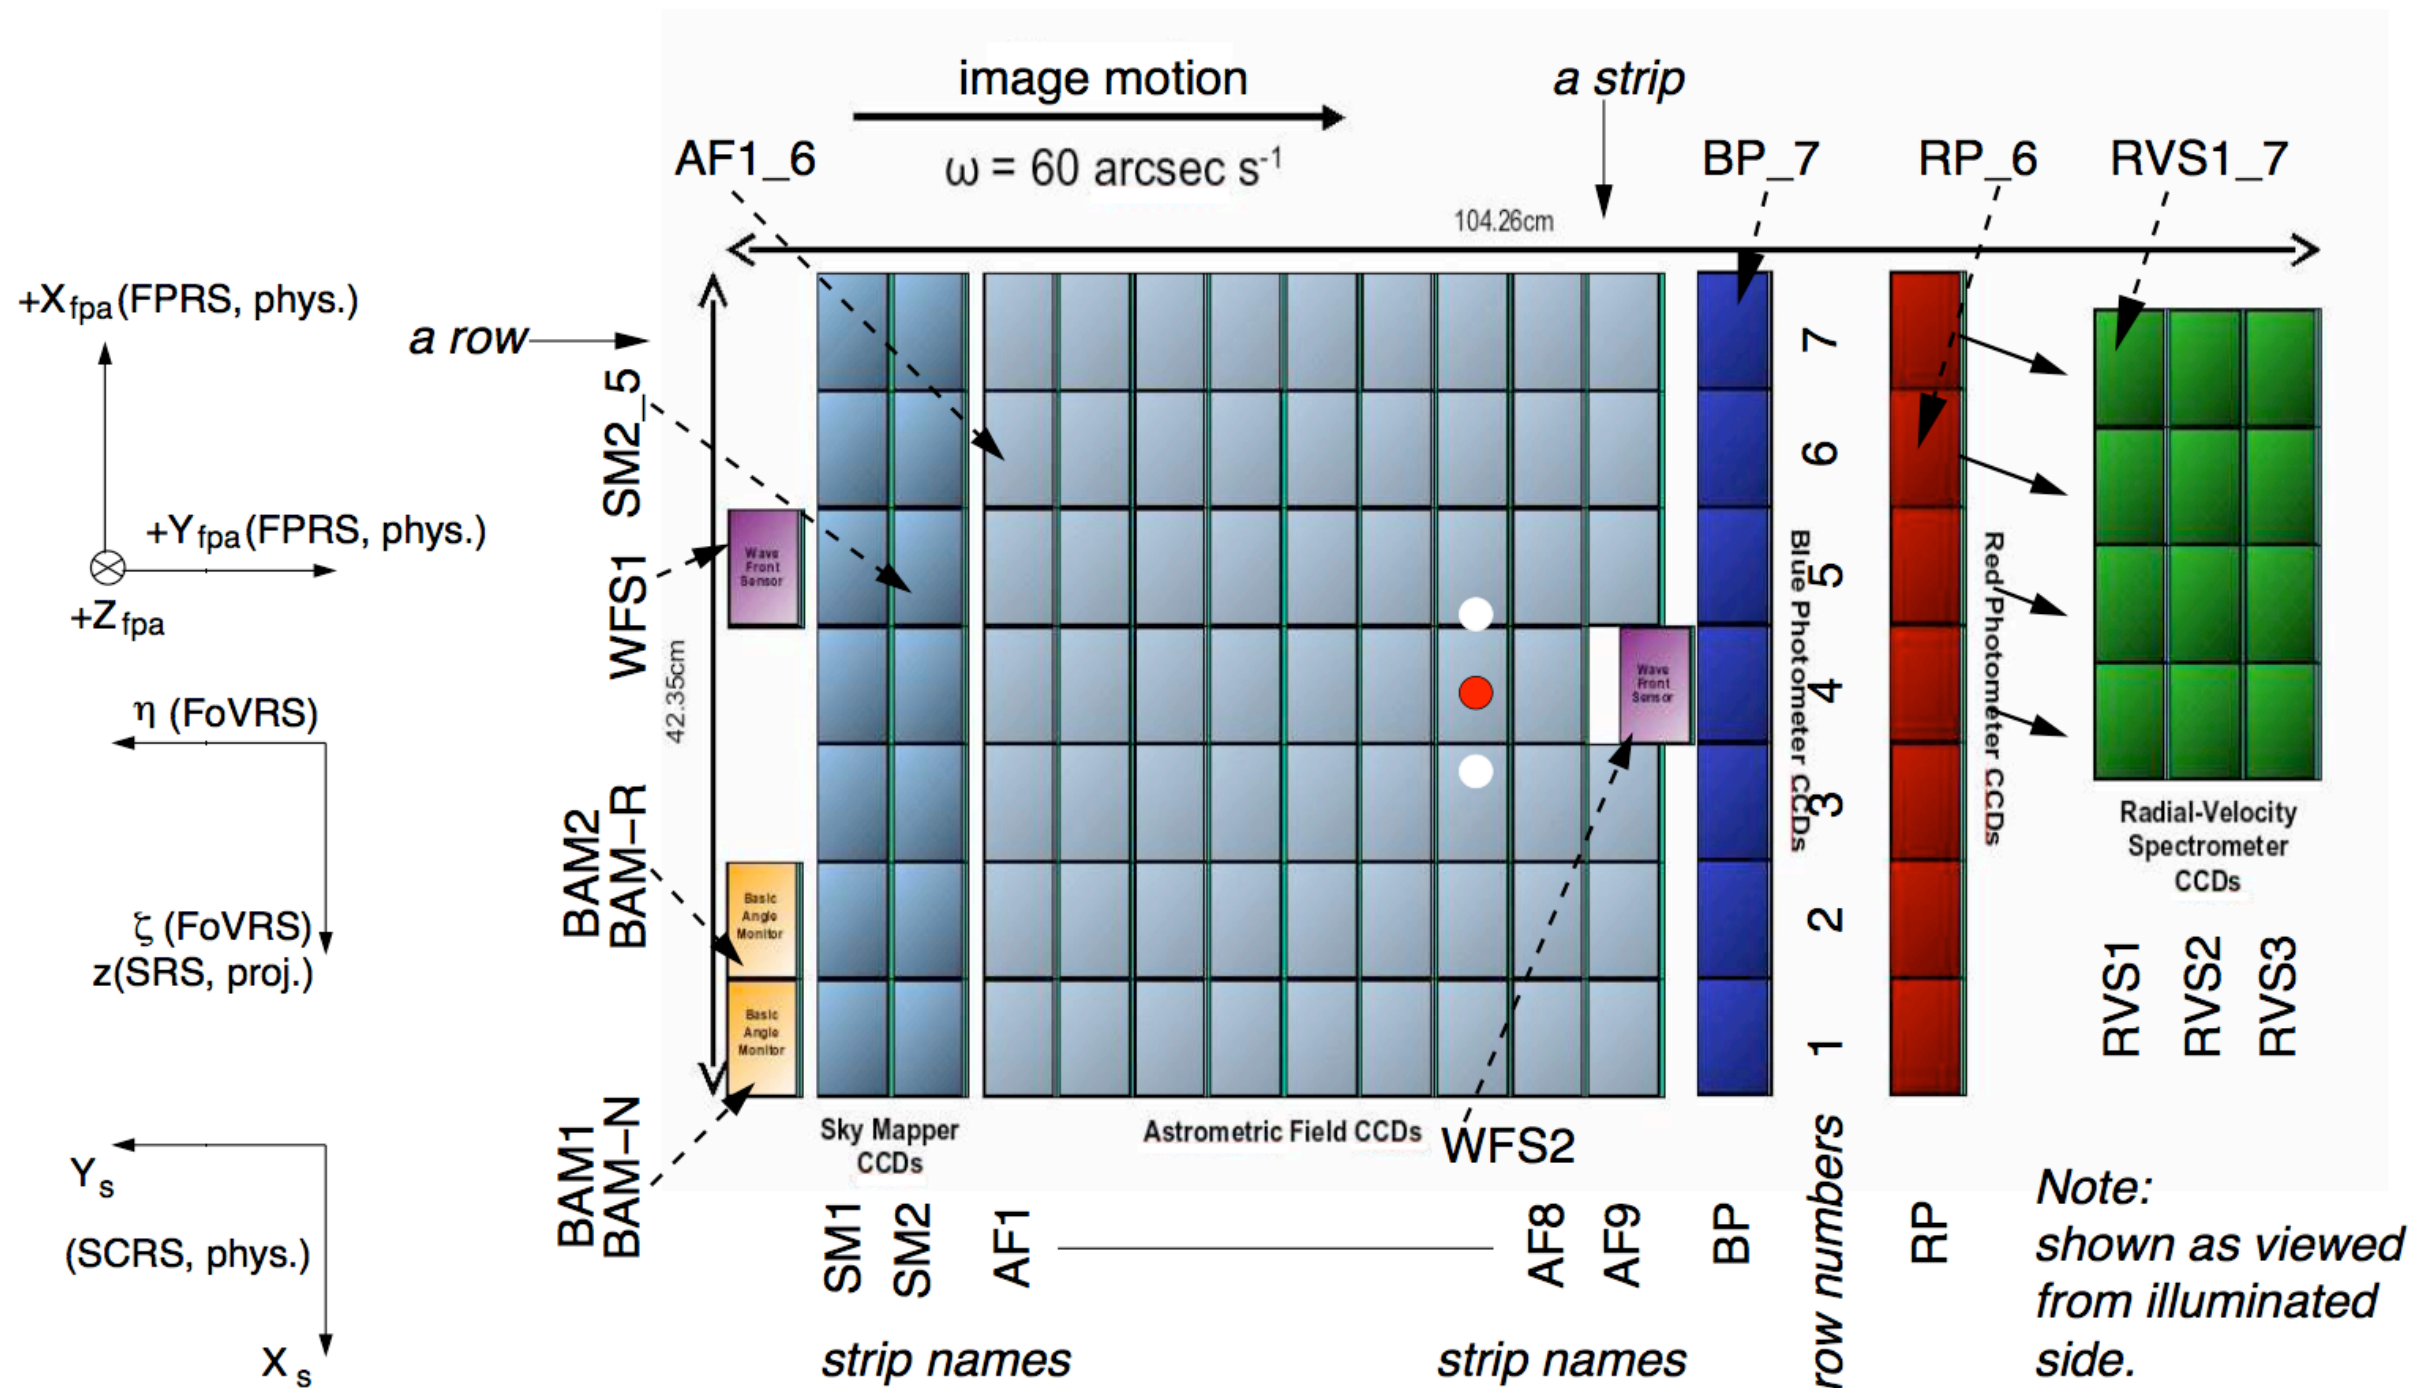 image motion
a strip
AF1_6
ω = 60 arcsec s-1
BP_7
RP_6
RVS1_7
104.26cm
+Xfpa(FPRS, phys.)
a row
SM2_5
+Yfpa(FPRS, phys.)
+Zfpa
WFS1
Wave
Front
Sensor
42.35cm
η (FoVRS)
ζ (FoVRS)
z(SRS, proj.)
BAM2
BAM–R
Basic
Angle
Monitor
Basic
Angle
Monitor
BAM1
BAM–N
Ys
(SCRS, phys.)
Xs
Wave
Front
Sensor
WFS2
Blue Photometer CCDs
7
6
5
4
3
2
1
row numbers
Red Photometer CCDs
Radial-Velocity
Spectrometer
CCDs
RVS1
RVS2
RVS3
Sky Mapper
CCDs
Astrometric Field CCDs
SM1
SM2
AF1
AF8
AF9
BP
RP
strip names
strip names
Note:
shown as viewed
from illuminated
side.